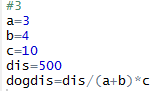 #3
a=3
b=4
c=10
dis=500
dogdis=dis/(a+b)*c